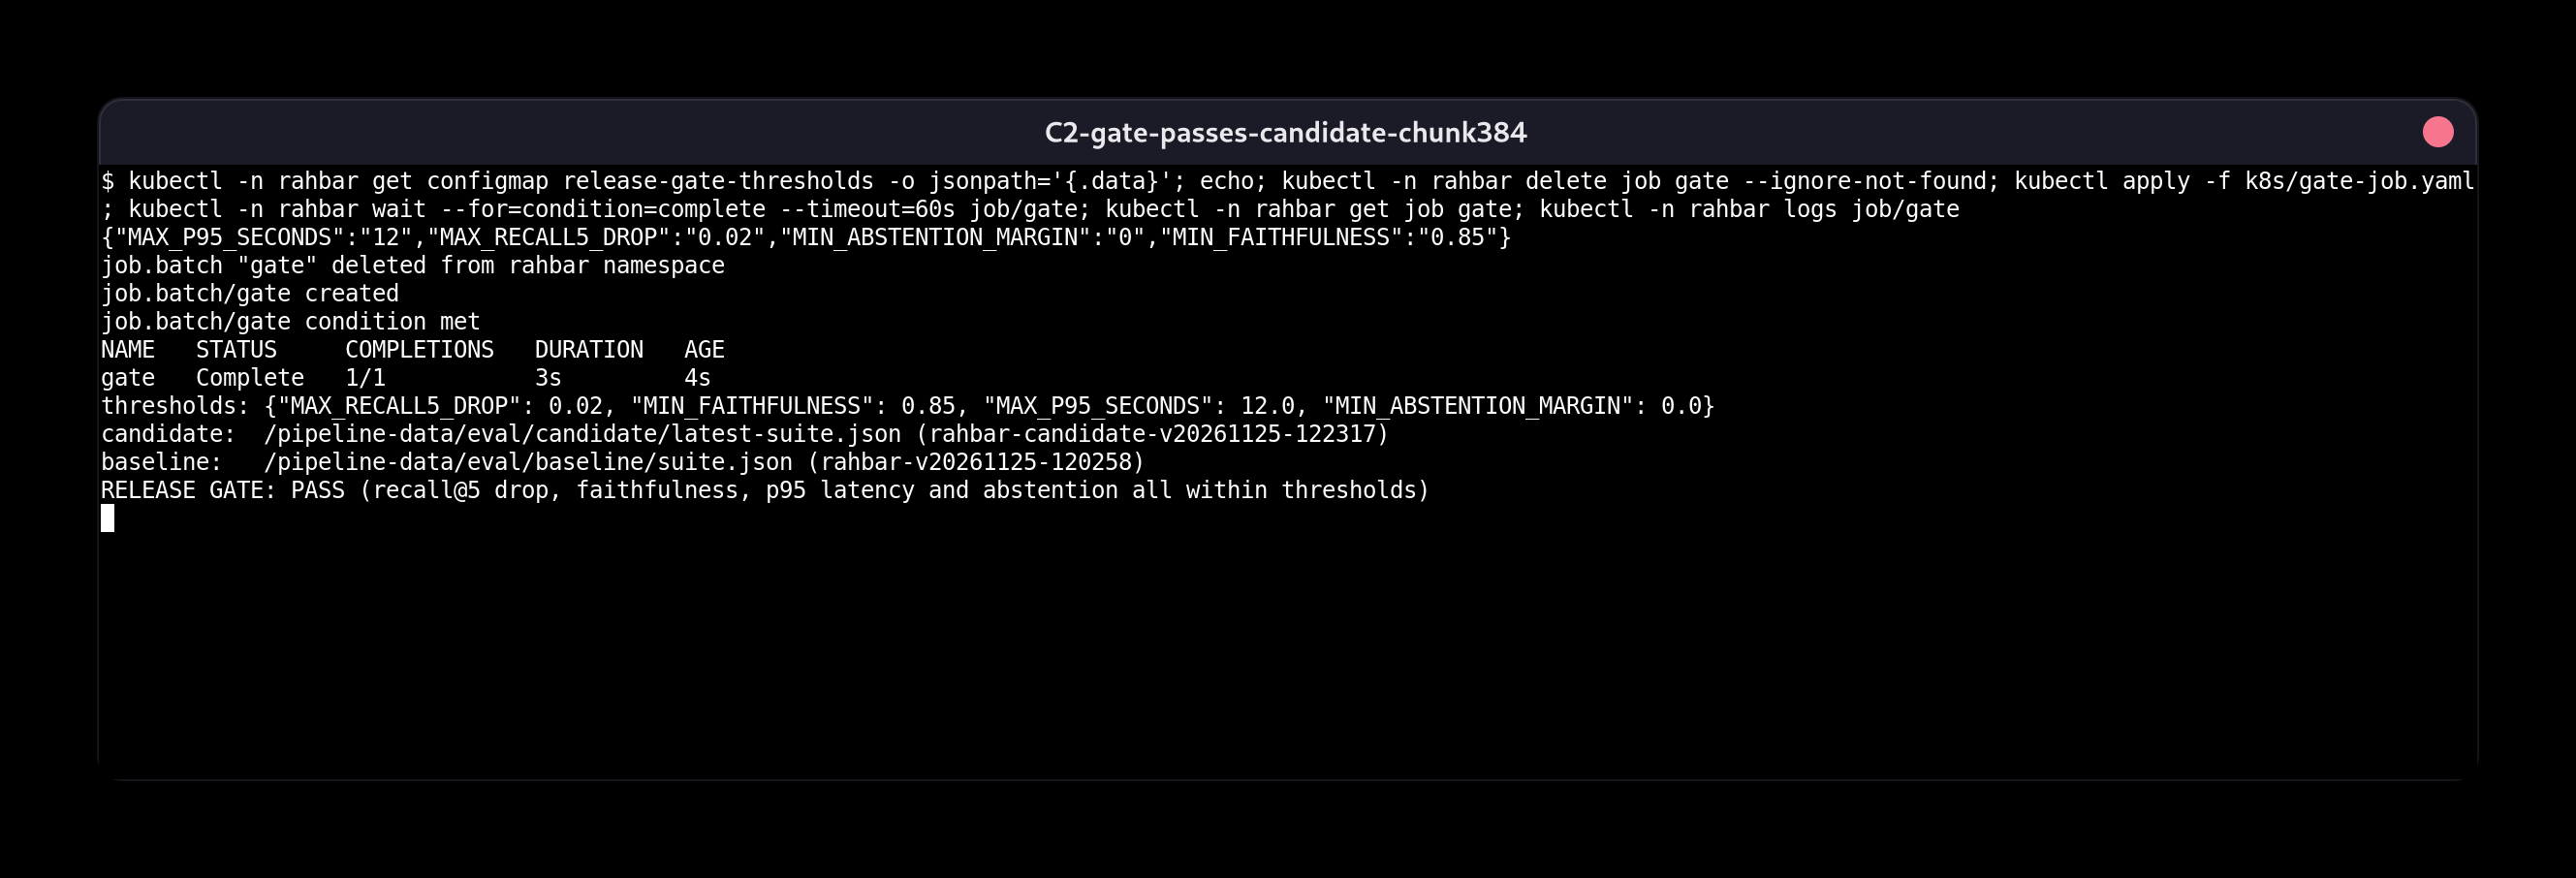 C2-gate-passes-candidate-chunk384
$ kubectl -n rahbar get configmap release-gate-thresholds -o jsonpath='{.data}'; echo; kubectl -n rahbar delete job gate --ignore-not-found; kubectl apply -f k8s/gate-job.yaml
; kubectl -n rahbar wait --for=condition=complete --timeout=60s job/gate; kubectl -n rahbar get job gate; kubectl -n rahbar logs job/gate
{"MAX_P95_SECONDS":"12","MAX_RECALL5_DROP":"0.02","MIN_ABSTENTION_MARGIN":"0","MIN_FAITHFULNESS":"0.85"}
job.batch "gate" deleted from rahbar namespace
job.batch/gate created
job.batch/gate condition met
NAME   STATUS     COMPLETIONS   DURATION   AGE
gate   Complete   1/1           3s         4s
thresholds: {"MAX_RECALL5_DROP": 0.02, "MIN_FAITHFULNESS": 0.85, "MAX_P95_SECONDS": 12.0, "MIN_ABSTENTION_MARGIN": 0.0}
candidate:  /pipeline-data/eval/candidate/latest-suite.json (rahbar-candidate-v20261125-122317)
baseline:   /pipeline-data/eval/baseline/suite.json (rahbar-v20261125-120258)
RELEASE GATE: PASS (recall@5 drop, faithfulness, p95 latency and abstention all within thresholds)